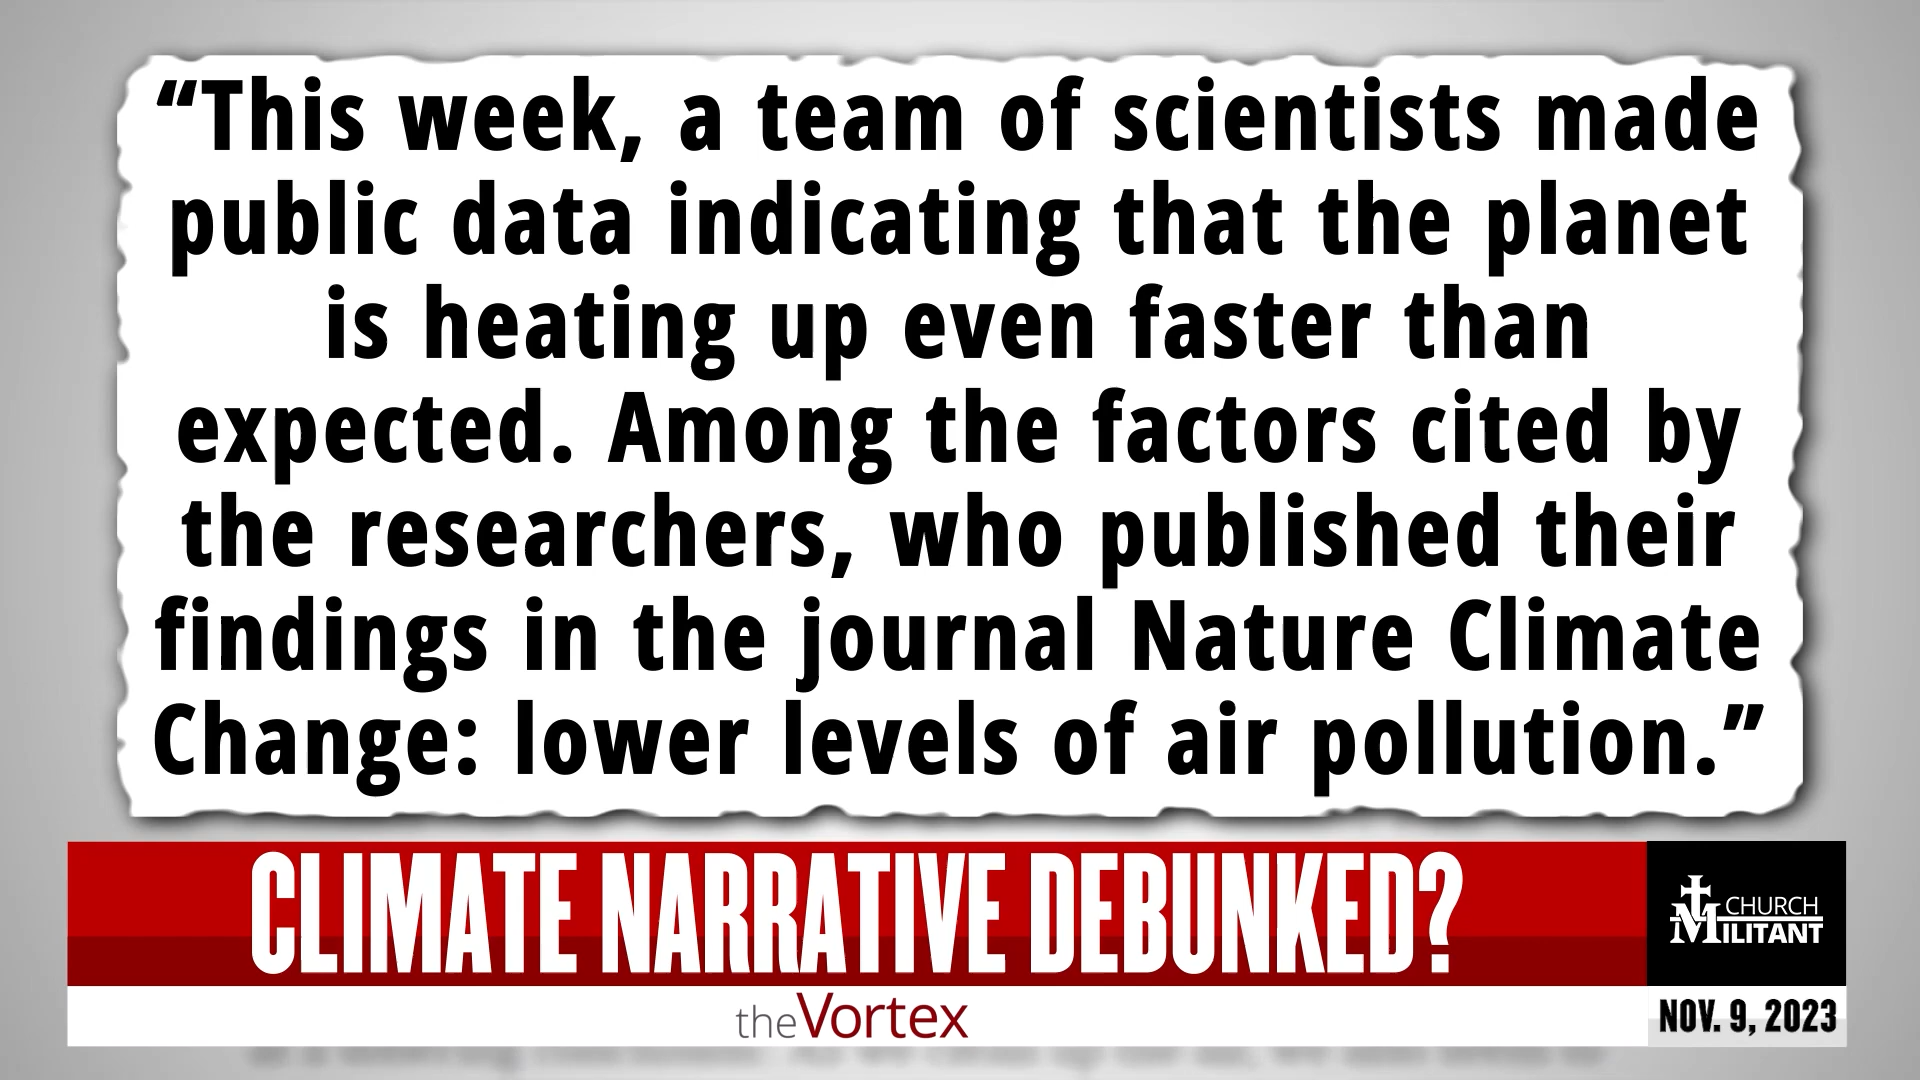 “This week, a team of scientists made
public data indicating that the planet
is heating up even faster than
expected. Among the factors cited by
the researchers, who published their
findings in the journal Nature Climate
Change: lower levels of air pollution.”
CLIMATE NARRATIVE DEBUNKED?
CHURCH
MILITANT
theVortex
NOV. 9, 2023